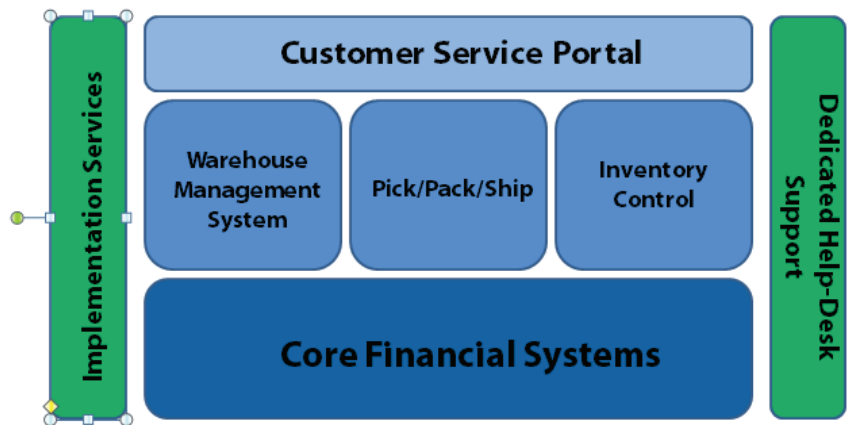 Implementation Services
Customer Service Portal
Warehouse
Management
System
Pick/Pack/Ship
Inventory
Control
Core Financial Systems
Dedicated Help-Desk
Support